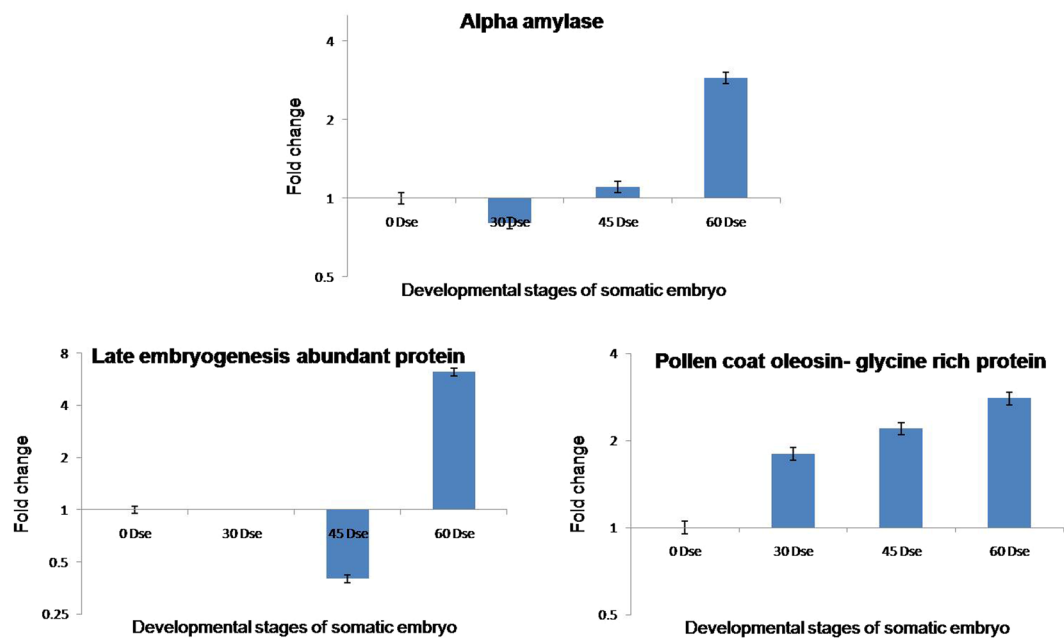 Alpha amylase
4
2
1
0.5
Fold change
0 Dse 30 Dse 45 Dse 60 Dse
Developmental stages of somatic embryo
Late embryogenesis abundant protein
8
4
2
1
0.5
0.25
Fold change
0 Dse 30 Dse 45 Dse 60 Dse
Developmental stages of somatic embryo
Pollen coat oleosin- glycine rich protein
4
2
1
0.5
Fold change
0 Dse 30 Dse 45 Dse 60 Dse
Developmental stages of somatic embryo